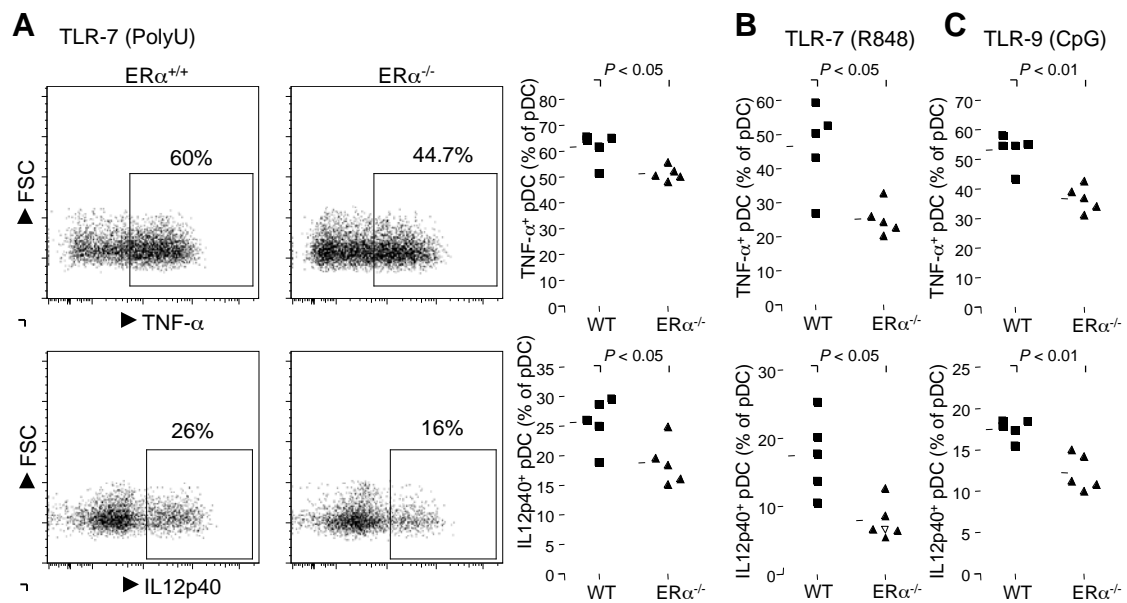 A
TLR-7 (PolyU)
B
TLR-7 (R848)
C
TLR-9 (CpG)
ERα+/+
ERα-/-
60%
44.7%
FSC
TNF-α
TNF-α+ pDC (% of pDC)
80
70
60
50
40
30
20
10
0
P < 0.05
WT
ERα-/-
TNF-α+ pDC (% of pDC)
60
50
40
30
20
10
0
P < 0.05
WT
ERα-/-
TNF-α+ pDC (% of pDC)
70
60
50
40
30
20
10
0
P < 0.01
WT
ERα-/-
26%
16%
FSC
IL12p40
IL12p40+ pDC (% of pDC)
35
30
25
20
15
10
5
0
P < 0.05
WT
ERα-/-
IL12p40+ pDC (% of pDC)
30
20
10
0
P < 0.05
WT
ERα-/-
IL12p40+ pDC (% of pDC)
25
20
15
10
5
0
P < 0.01
WT
ERα-/-